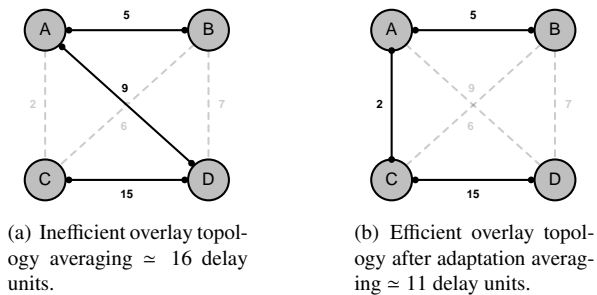 5
5
A
B
A
B
9
9
2
7
2
7
6
6
C
D
C
D
15
15
(a) Inefficient overlay topol-
ogy averaging ≃ 16 delay
units.
(b) Efficient overlay topol-
ogy after adaptation averag-
ing ≃ 11 delay units.